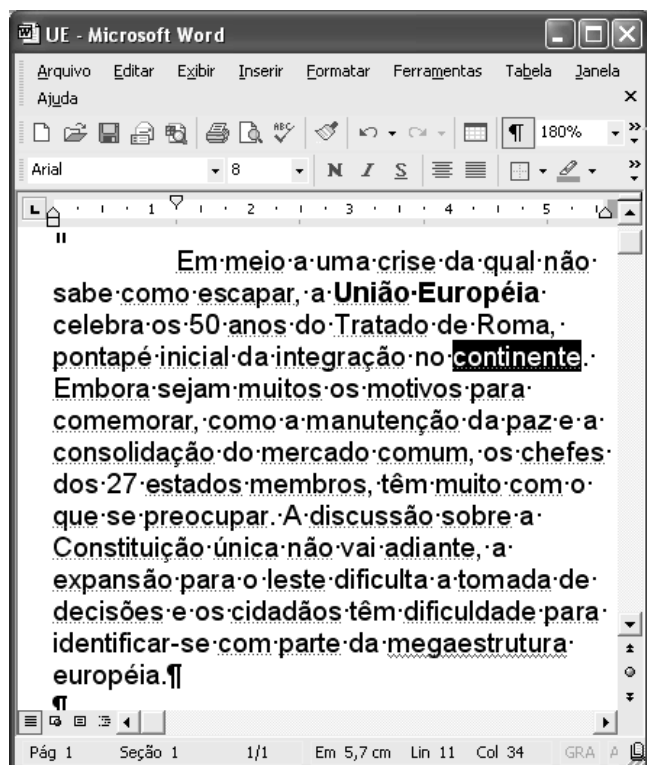 UE - Microsoft Word
Arquivo Editar Exibir Inserir Formatar Ferramentas Tabela Janela
Ajuda
ABC ¶ 180%
Arial 8 N I S
1 2 3 4 5
Em meio a uma crise da qual não
sabe como escapar, a União Européia
celebra os 50 anos do Tratado de Roma,
pontapé inicial da integração no continente.
Embora sejam muitos os motivos para
comemorar, como a manutenção da paz e a
consolidação do mercado comum, os chefes
dos 27 estados membros, têm muito com o
que se preocupar. A discussão sobre a
Constituição única não vai adiante, a
expansão para o leste dificulta a tomada de
decisões e os cidadãos têm dificuldade para
identificar-se com parte da megaestrutura
européia.¶
¶
Pág 1 Seção 1 1/1 Em 5,7 cm Lin 11 Col 34 GRA A